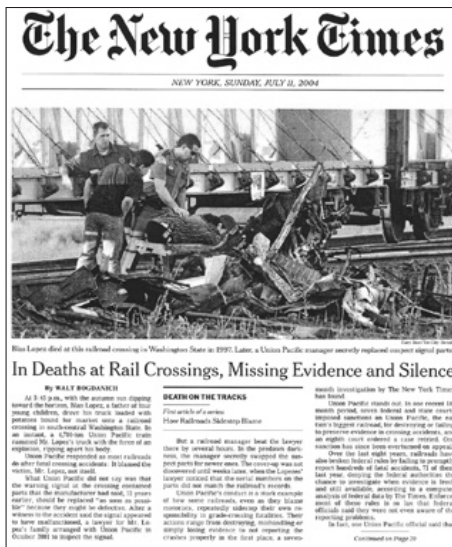 The New York Times
NEW YORK, SUNDAY, JULY 11, 2004
Blas Lopez died at this railroad crossing in Washington State in 1997. Later, a Union Pacific manager secretly replaced suspect signal parts.
In Deaths at Rail Crossings, Missing Evidence and Silence
By WALT BOGDANICH
At 5:45 p.m., with the autumn sun dipping
toward the horizon, Blas Lopez, a father of four
young children, drove his truck loaded with
potatoes bound for market onto a railroad
crossing in south-central Washington State. In
an instant, a 4,700-ton Union Pacific train
rammed Mr. Lopez's truck with the force of an
explosion, ripping apart his body.
Union Pacific responded as most railroads
do after fatal crossing accidents: It blamed the
victim, Mr. Lopez, not itself.
What Union Pacific did not say was that
the warning signal at the crossing contained
parts that the manufacturer had said, 11 years
earlier, should be replaced "as soon as possi-
ble" because they might be defective. After a
witness to the accident said the signal appeared
to have malfunctioned, a lawyer for Mr. Lo-
pez's family arranged with Union Pacific in
October 2001 to inspect the signal.
DEATH ON THE TRACKS
First article of a series:
How Railroads Sidestep Blame
But a railroad manager beat the lawyer
there by several hours. In the predawn dark-
ness, the manager secretly swapped the sus-
pect parts for newer ones. The cover-up was not
discovered until weeks later, when the Lopezes'
lawyer noticed that the serial numbers on the
parts did not match the railroad's records.
Union Pacific's conduct is a stark example
of how some railroads, even as they blame
motorists, repeatedly sidestep their own re-
sponsibility in grade-crossing fatalities. Their
actions range from destroying, mishandling or
simply losing evidence to not reporting the
crashes properly in the first place, a seven-
month investigation by The New York Times
has found.
Union Pacific stands out. In one recent 18-
month period, seven federal and state courts
imposed sanctions on Union Pacific, the na-
tion's biggest railroad, for destroying or failing
to preserve evidence in crossing accidents, and
an eighth court ordered a case retried. One
sanction has since been overturned on appeal.
Over the last eight years, railroads have
also broken federal rules by failing to promptly
report hundreds of fatal accidents, 71 of them
last year, denying the federal authorities the
chance to investigate when evidence is fresh
and still available, according to a computer
analysis of federal data by The Times. Enforce-
ment of these rules is so lax that federal
officials said they were not even aware of the
reporting problems.
In fact, one Union Pacific official said that
Continued on Page 26